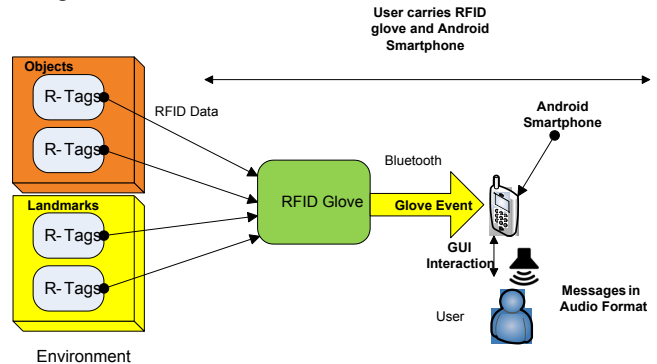 User carries RFID
glove and Android
Smartphone
Objects
R- Tags
R- Tags
RFID Data
Landmarks
R- Tags
R- Tags
Environment
RFID Glove
Bluetooth
Glove Event
Android
Smartphone
GUI
Interaction
Messages in
Audio Format
User